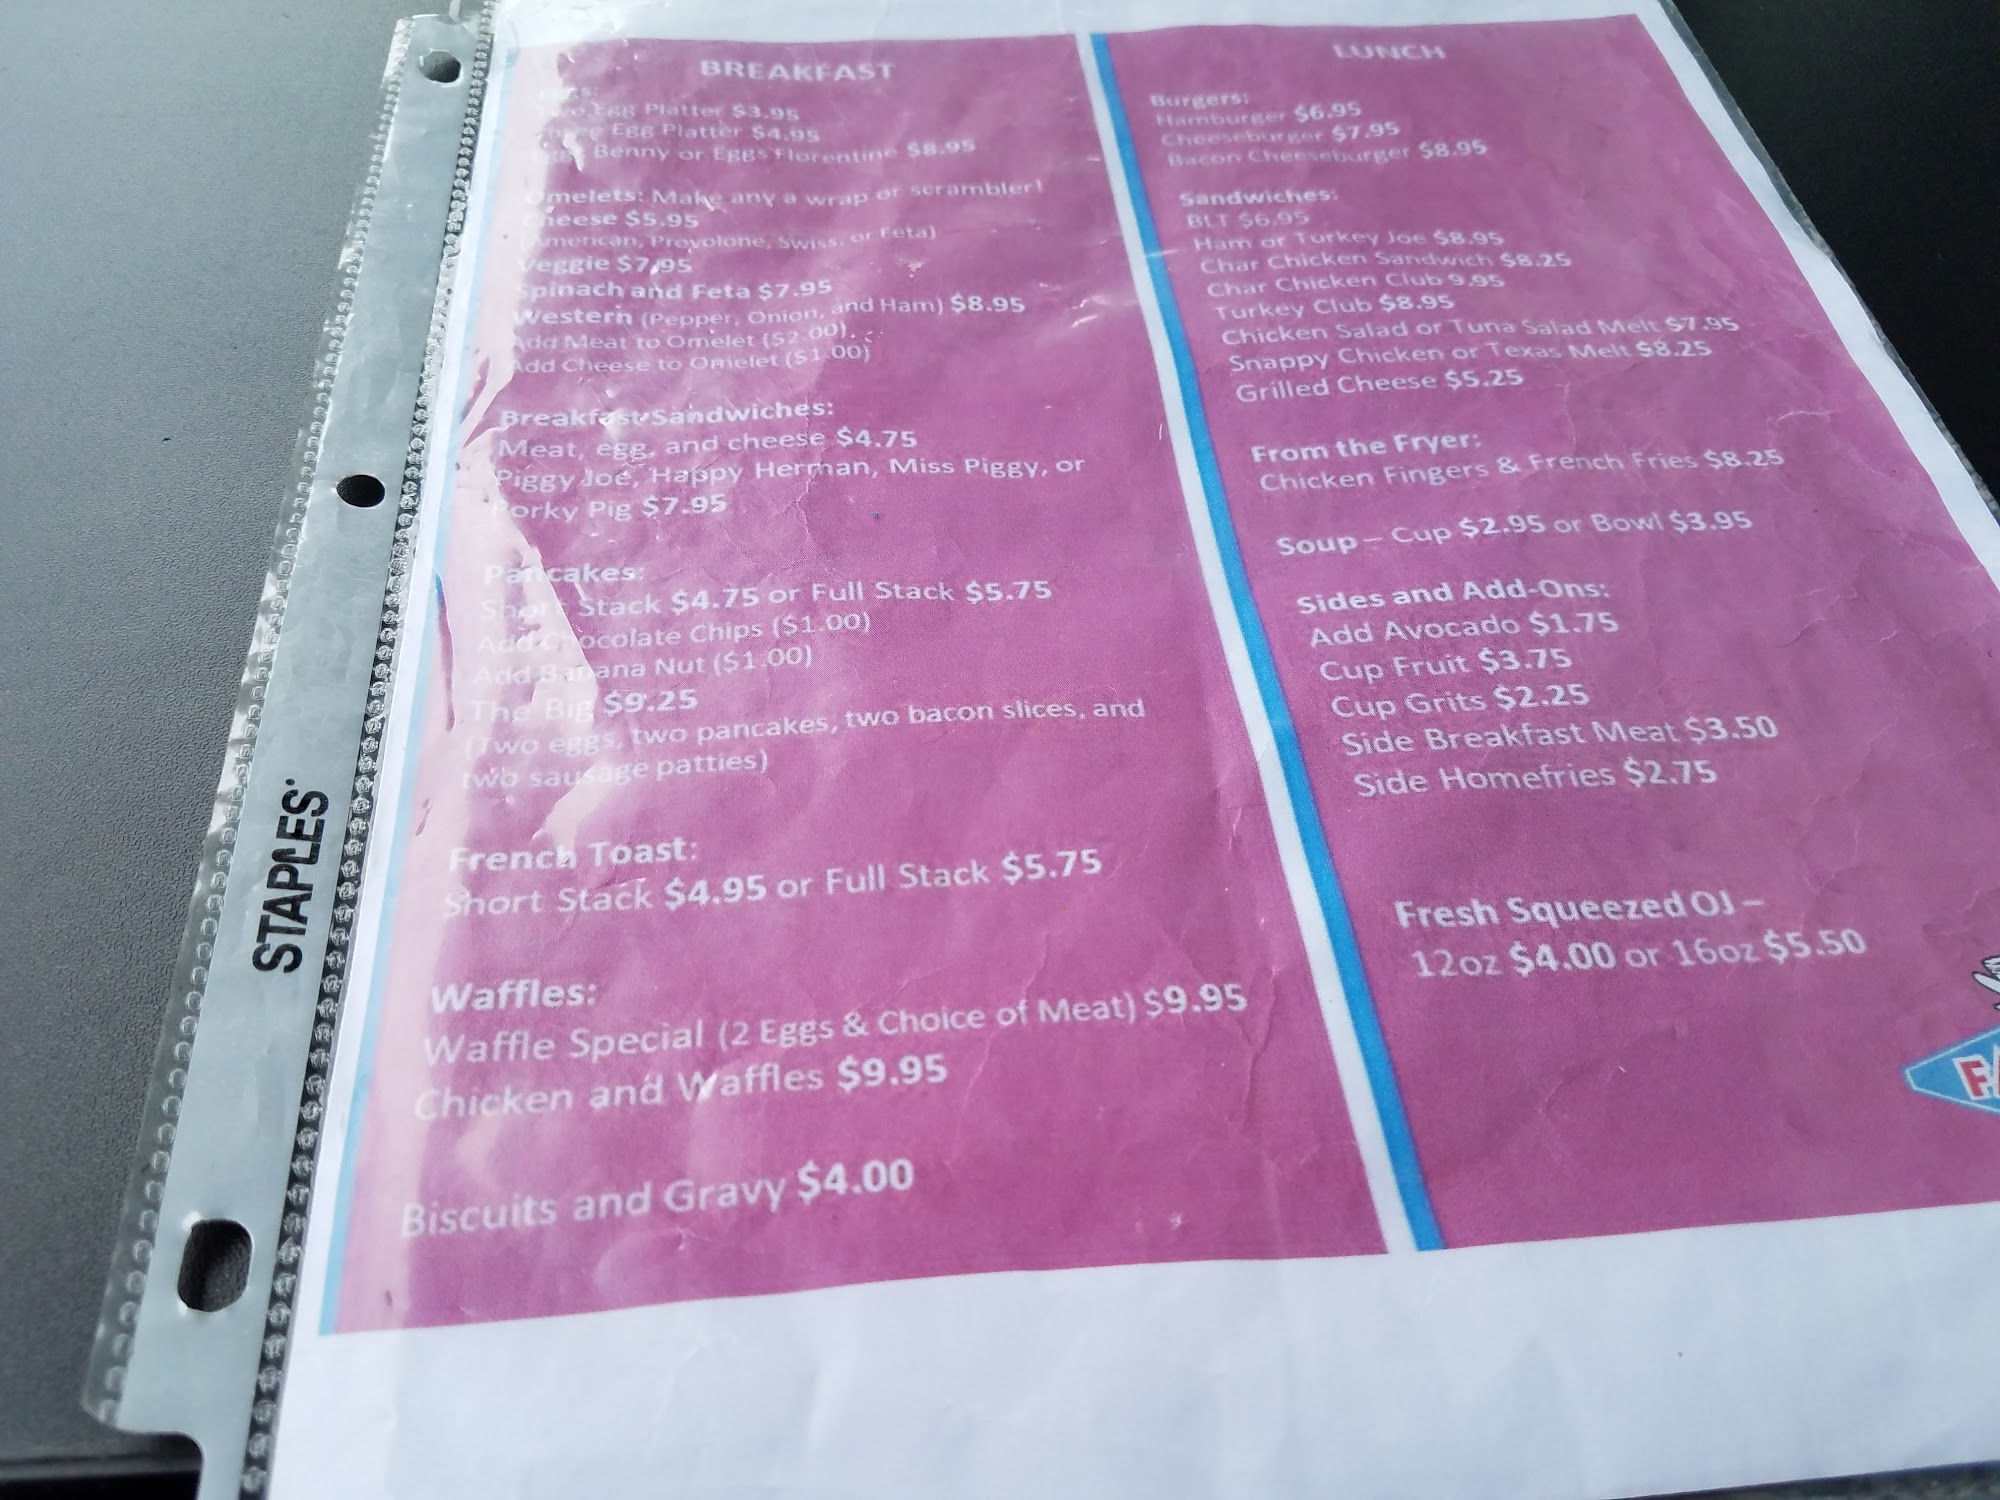 BREAKFAST
Egg Platter $3.95
Egg Platter $4.95
Benny or Eggs Florentine $8.95
Omelets: Make any a wrap or scrambler!
Cheese $5.95
(American, Provolone, Swiss, or Feta)
Veggie $7.95
Spinach and Feta $7.95
Western (Pepper, Onion, and Ham) $8.95
Add Meat to Omelet ($2.00)
Add Cheese to Omelet ($1.00)
Breakfast Sandwiches:
Meat, egg, and cheese $4.75
Piggy Joe, Happy Herman, Miss Piggy, or
Porky Pig $7.95
Pancakes:
Short Stack $4.75 or Full Stack $5.75
Add Chocolate Chips ($1.00)
Add Banana Nut ($1.00)
The Big $9.25
(Two eggs, two pancakes, two bacon slices, and
two sausage patties)
French Toast:
Short Stack $4.95 or Full Stack $5.75
Waffles:
Waffle Special (2 Eggs & Choice of Meat) $9.95
Chicken and Waffles $9.95
Biscuits and Gravy $4.00
LUNCH
Burgers:
Hamburger $6.95
Cheeseburger $7.95
Bacon Cheeseburger $8.95
Sandwiches:
BLT $6.95
Ham or Turkey Joe $8.95
Char Chicken Sandwich $8.25
Char Chicken Club 9.95
Turkey Club $8.95
Chicken Salad or Tuna Salad Melt $7.95
Snappy Chicken or Texas Melt $8.25
Grilled Cheese $5.25
From the Fryer:
Chicken Fingers & French Fries $8.25
Soup – Cup $2.95 or Bowl $3.95
Sides and Add-Ons:
Add Avocado $1.75
Cup Fruit $3.75
Cup Grits $2.25
Side Breakfast Meat $3.50
Side Homefries $2.75
Fresh Squeezed OJ –
12oz $4.00 or 16oz $5.50
STAPLES